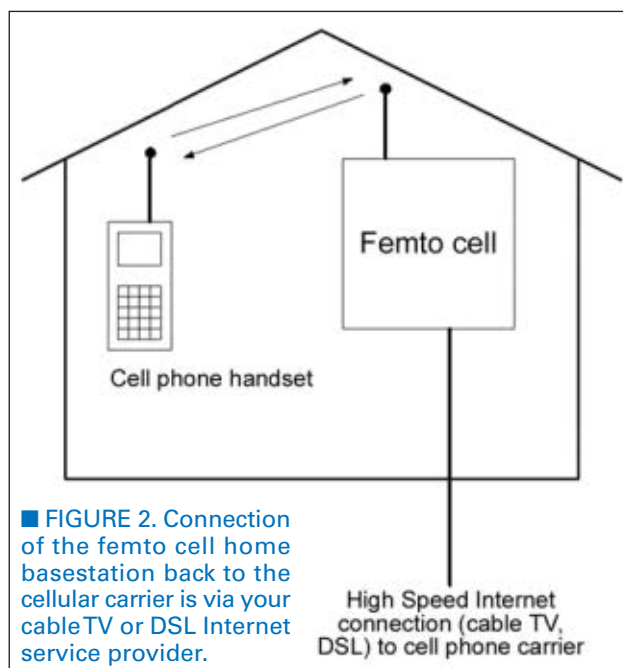 Femto cell
Cell phone handset
■ FIGURE 2. Connection
of the femto cell home
basestation back to the
cellular carrier is via your
cable TV or DSL Internet
service provider.
High Speed Internet
connection (cable TV,
DSL) to cell phone carrier